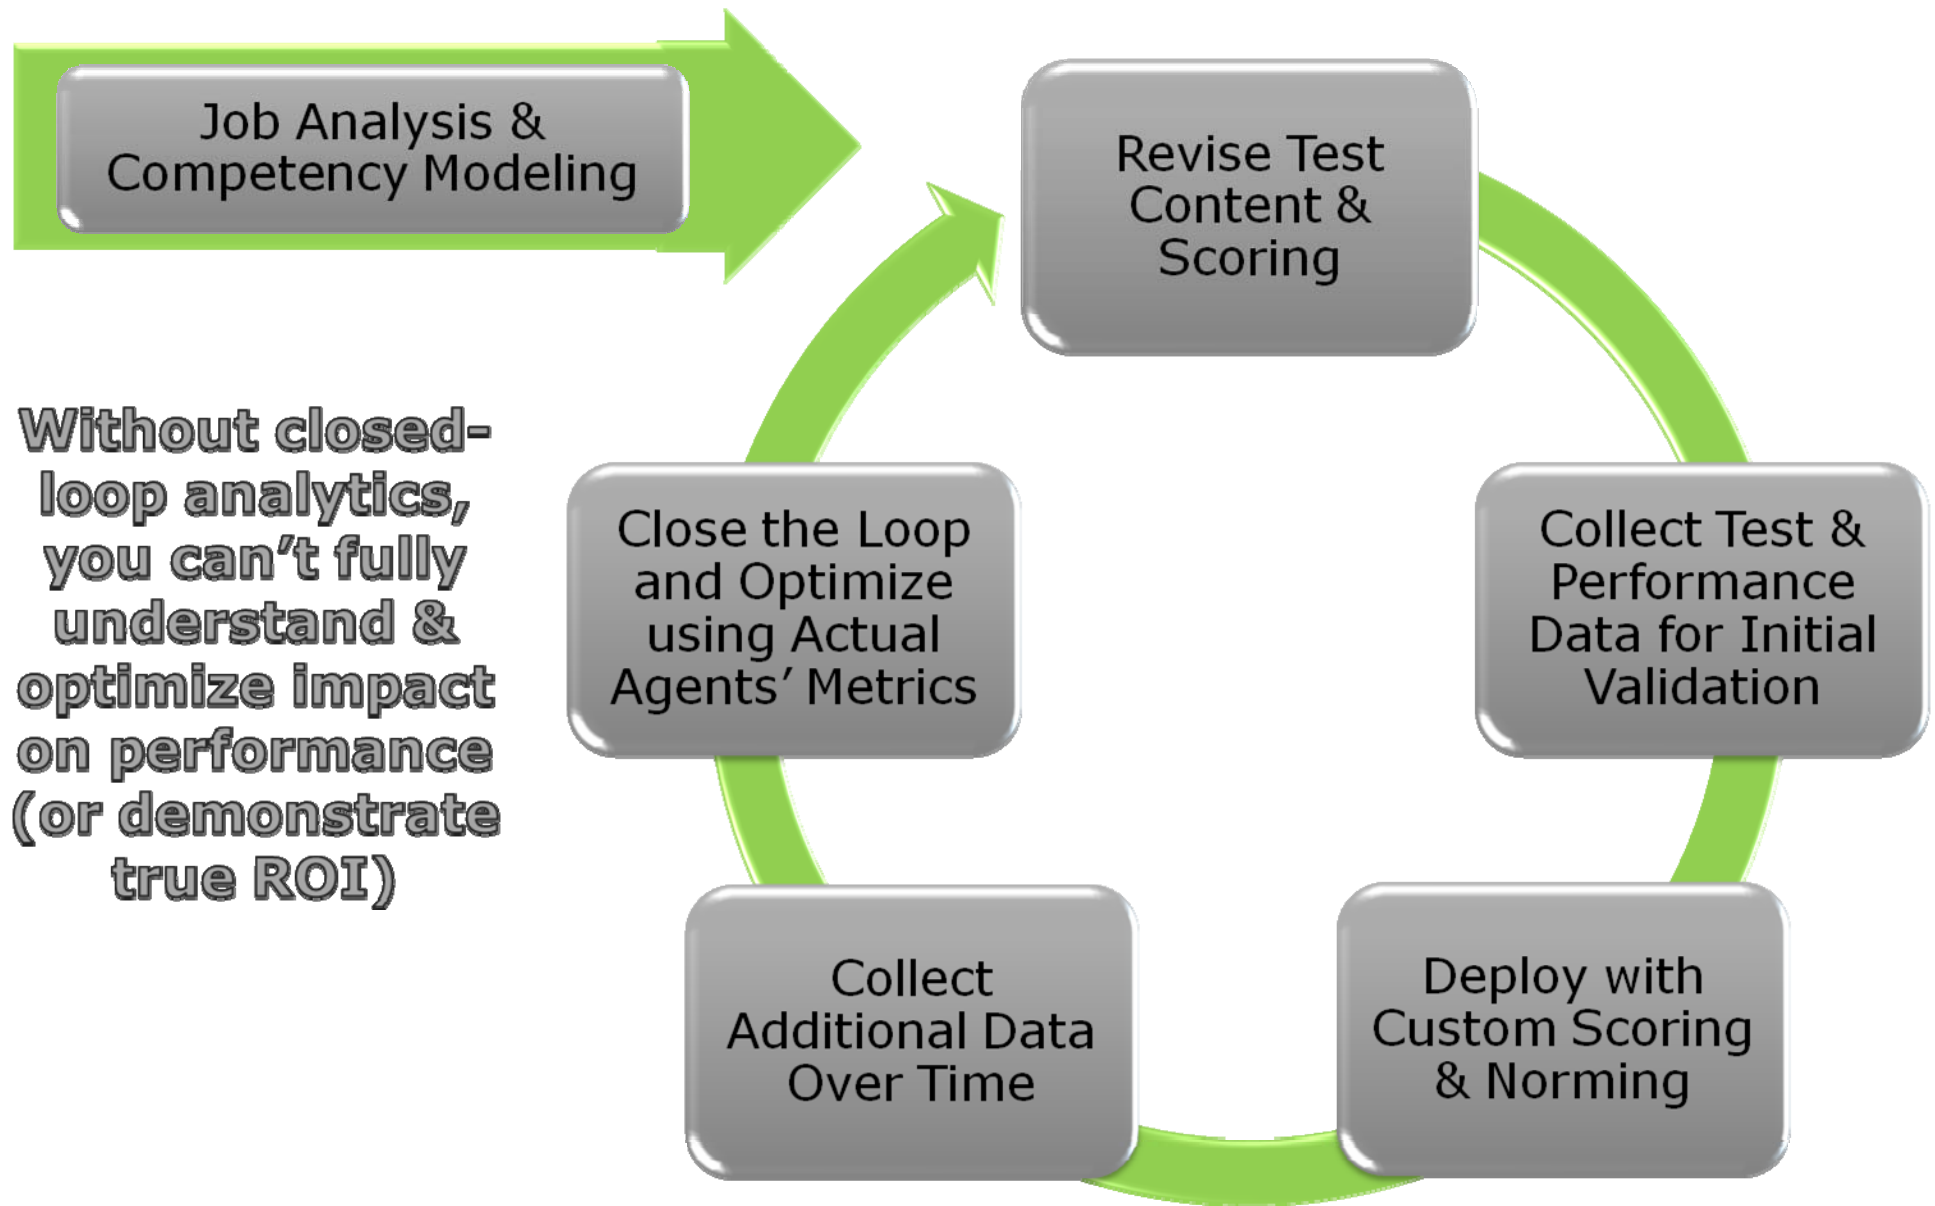 Job Analysis &
Competency Modeling
Revise Test
Content &
Scoring
Collect Test &
Performance
Data for Initial
Validation
Deploy with
Custom Scoring
& Norming
Collect
Additional Data
Over Time
Close the Loop
and Optimize
using Actual
Agents’ Metrics
Without closed-
loop analytics,
you can’t fully
understand &
optimize impact
on performance
(or demonstrate
true ROI)